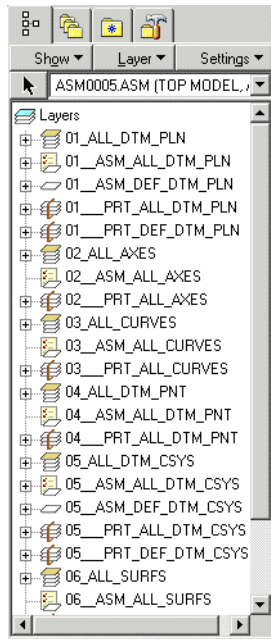 Show Layer Settings
ASM0005.ASM (TOP MODEL, 
Layers
01_ALL_DTM_PLN
01__ASM_ALL_DTM_PLN
01__ASM_DEF_DTM_PLN
01___PRT_ALL_DTM_PLN
01___PRT_DEF_DTM_PLN
02_ALL_AXES
02__ASM_ALL_AXES
02___PRT_ALL_AXES
03_ALL_CURVES
03__ASM_ALL_CURVES
03___PRT_ALL_CURVES
04_ALL_DTM_PNT
04__ASM_ALL_DTM_PNT
04___PRT_ALL_DTM_PNT
05_ALL_DTM_CSYS
05__ASM_ALL_DTM_CSYS
05__ASM_DEF_DTM_CSYS
05___PRT_ALL_DTM_CSYS
05___PRT_DEF_DTM_CSYS
06_ALL_SURFS
06__ASM_ALL_SURFS